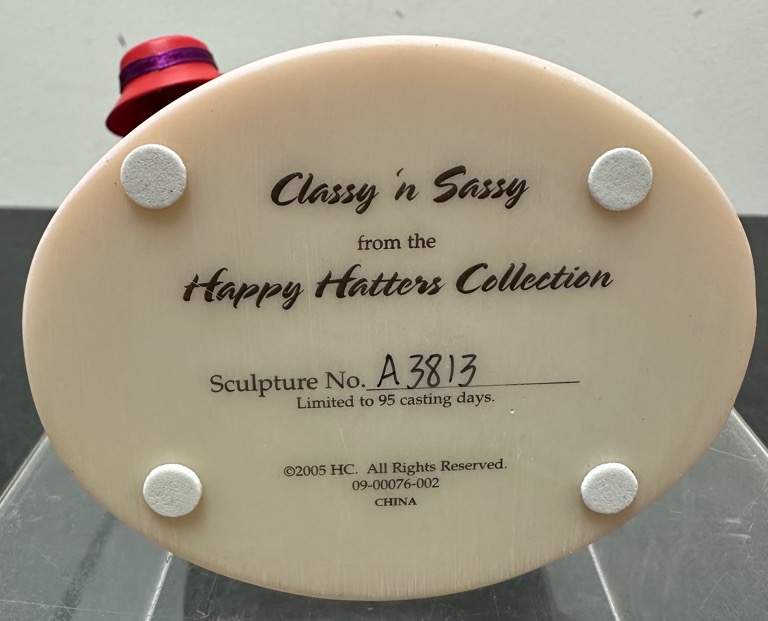 Classy 'n Sassy
from the
Happy Hatters Collection
Sculpture No. A3813
Limited to 95 casting days.
©2005 HC. All Rights Reserved.
09-00076-002
CHINA